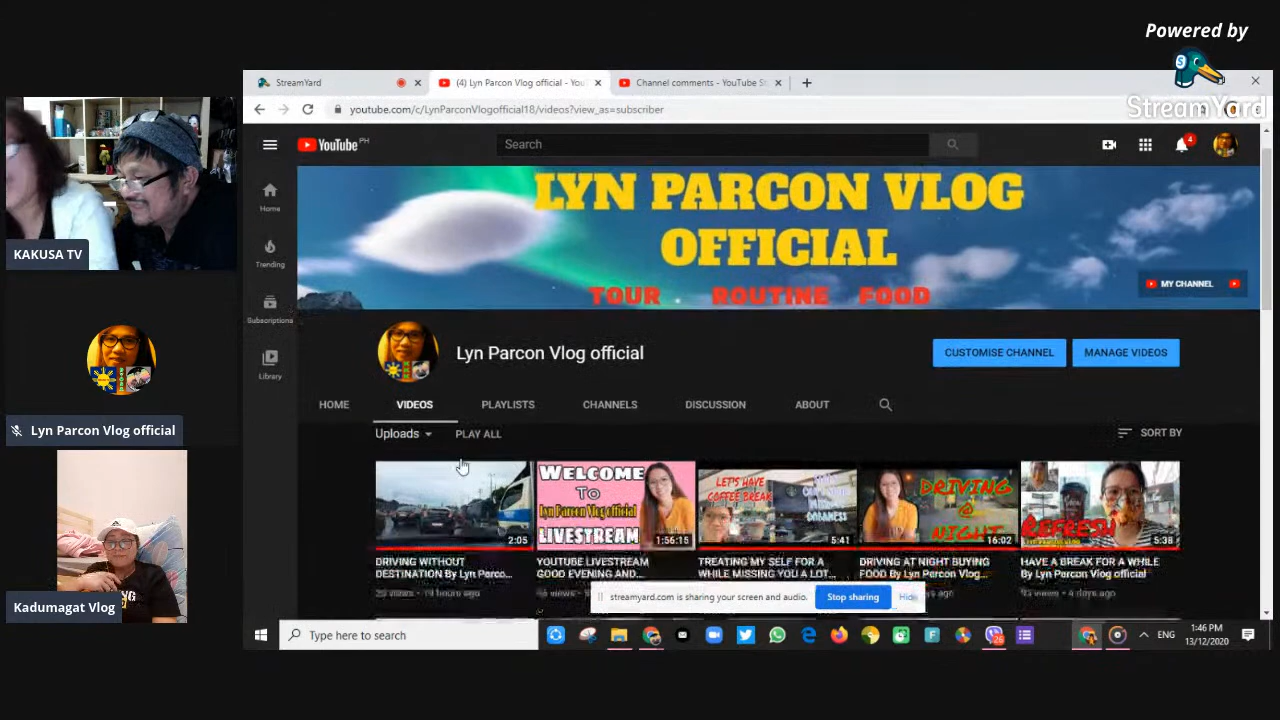 Powered by
StreamYard
StreamYard
(4) Lyn Parcon Vlog official - You
Channel comments - YouTube St
youtube.com/c/LynParconVlogofficial18/videos?view_as=subscriber
YouTube PH
Search
4
LYN PARCON VLOG
OFFICIAL
TOUR ROUTINE FOOD
MY CHANNEL
Home
Trending
Subscriptions
Library
KAKUSA TV
Lyn Parcon Vlog official
Kadumagat Vlog
Lyn Parcon Vlog official
CUSTOMISE CHANNEL
MANAGE VIDEOS
HOME
VIDEOS
PLAYLISTS
CHANNELS
DISCUSSION
ABOUT
Uploads
PLAY ALL
SORT BY
2:05
WELCOME
To
Lyn Parcon Vlog official
LIVESTREAM
1:56:15
LET'S HAVE
COFFEE BREAK
5:41
DRIVING
@
NIGHT
16:02
REFRESH
5:38
DRIVING WITHOUT
DESTINATION By Lyn Parco...
YOUTUBE LIVESTREAM
GOOD EVENING AND...
TREATING MY SELF FOR A
WHILE MISSING YOU A LOT...
DRIVING AT NIGHT BUYING
FOOD By Lyn Parcon Vlog...
HAVE A BREAK FOR A WHILE
By Lyn Parcon Vlog official
streamyard.com is sharing your screen and audio.
Stop sharing
Hide
Type here to search
26
ENG
1:46 PM
13/12/2020